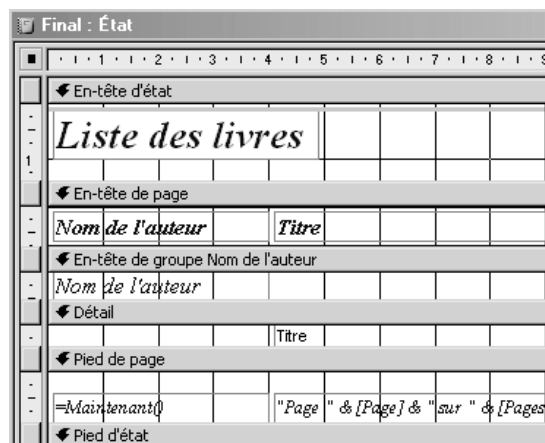 Final : État
1 2 3 4 5 6 7 8 9
En-tête d'état
Liste des livres
1
En-tête de page
Nom de l'auteur Titre
En-tête de groupe Nom de l'auteur
Nom de l'auteur
Détail
Titre
Pied de page
=Maintenant() "Page " & [Page] & " sur " & [Pages
Pied d'état